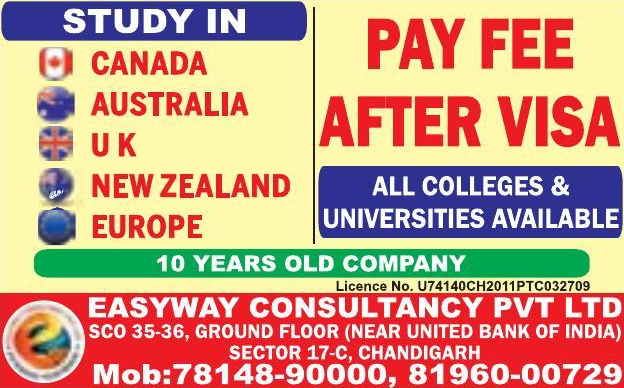 STUDY IN
CANADA
AUSTRALIA
U K
NEW ZEALAND
EUROPE
PAY FEE
AFTER VISA
ALL COLLEGES &
UNIVERSITIES AVAILABLE
10 YEARS OLD COMPANY
Licence No. U74140CH2011PTC032709
EASYWAY CONSULTANCY PVT LTD
SCO 35-36, GROUND FLOOR (NEAR UNITED BANK OF INDIA)
SECTOR 17-C, CHANDIGARH
Mob:78148-90000, 81960-00729